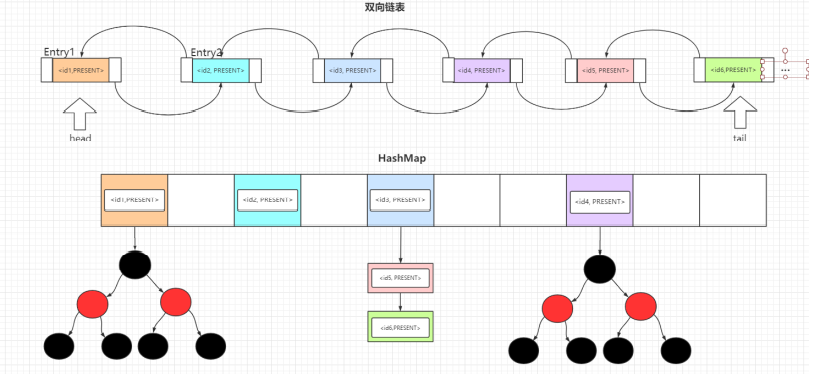 双向链表
Entry1
Entry2
<id1,PRESENT>
<id2, PRESENT>
<id3, PRESENT>
<id4, PRESENT>
<id5, PRESENT>
<id6,PRESENT>
...
head
tail
HashMap
<id1,PRESENT>
<id2, PRESENT>
<id3, PRESENT>
<id4, PRESENT>
<id5, PRESENT>
<id6,PRESENT>